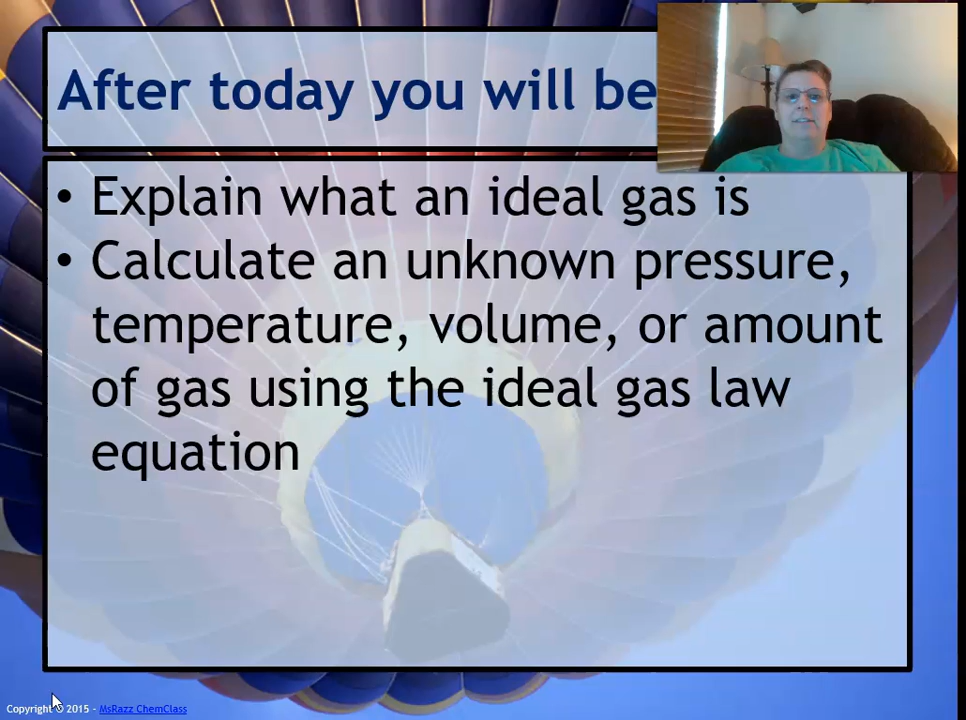 After today you will be
• Explain what an ideal gas is
• Calculate an unknown pressure,
temperature, volume, or amount
of gas using the ideal gas law
equation
Copyright © 2015 - MsRazz ChemClass